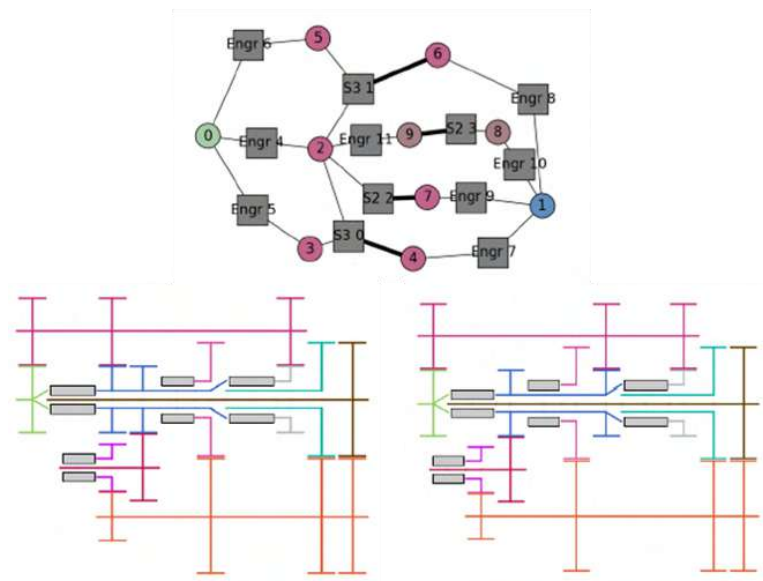 5
Engr 6
6
S3 1
Engr 8
0
Engr 4
2
Engr 11
9
S2 3
8
Engr 10
S2 2
7
Engr 9
1
Engr 5
3
S3 0
4
Engr 7